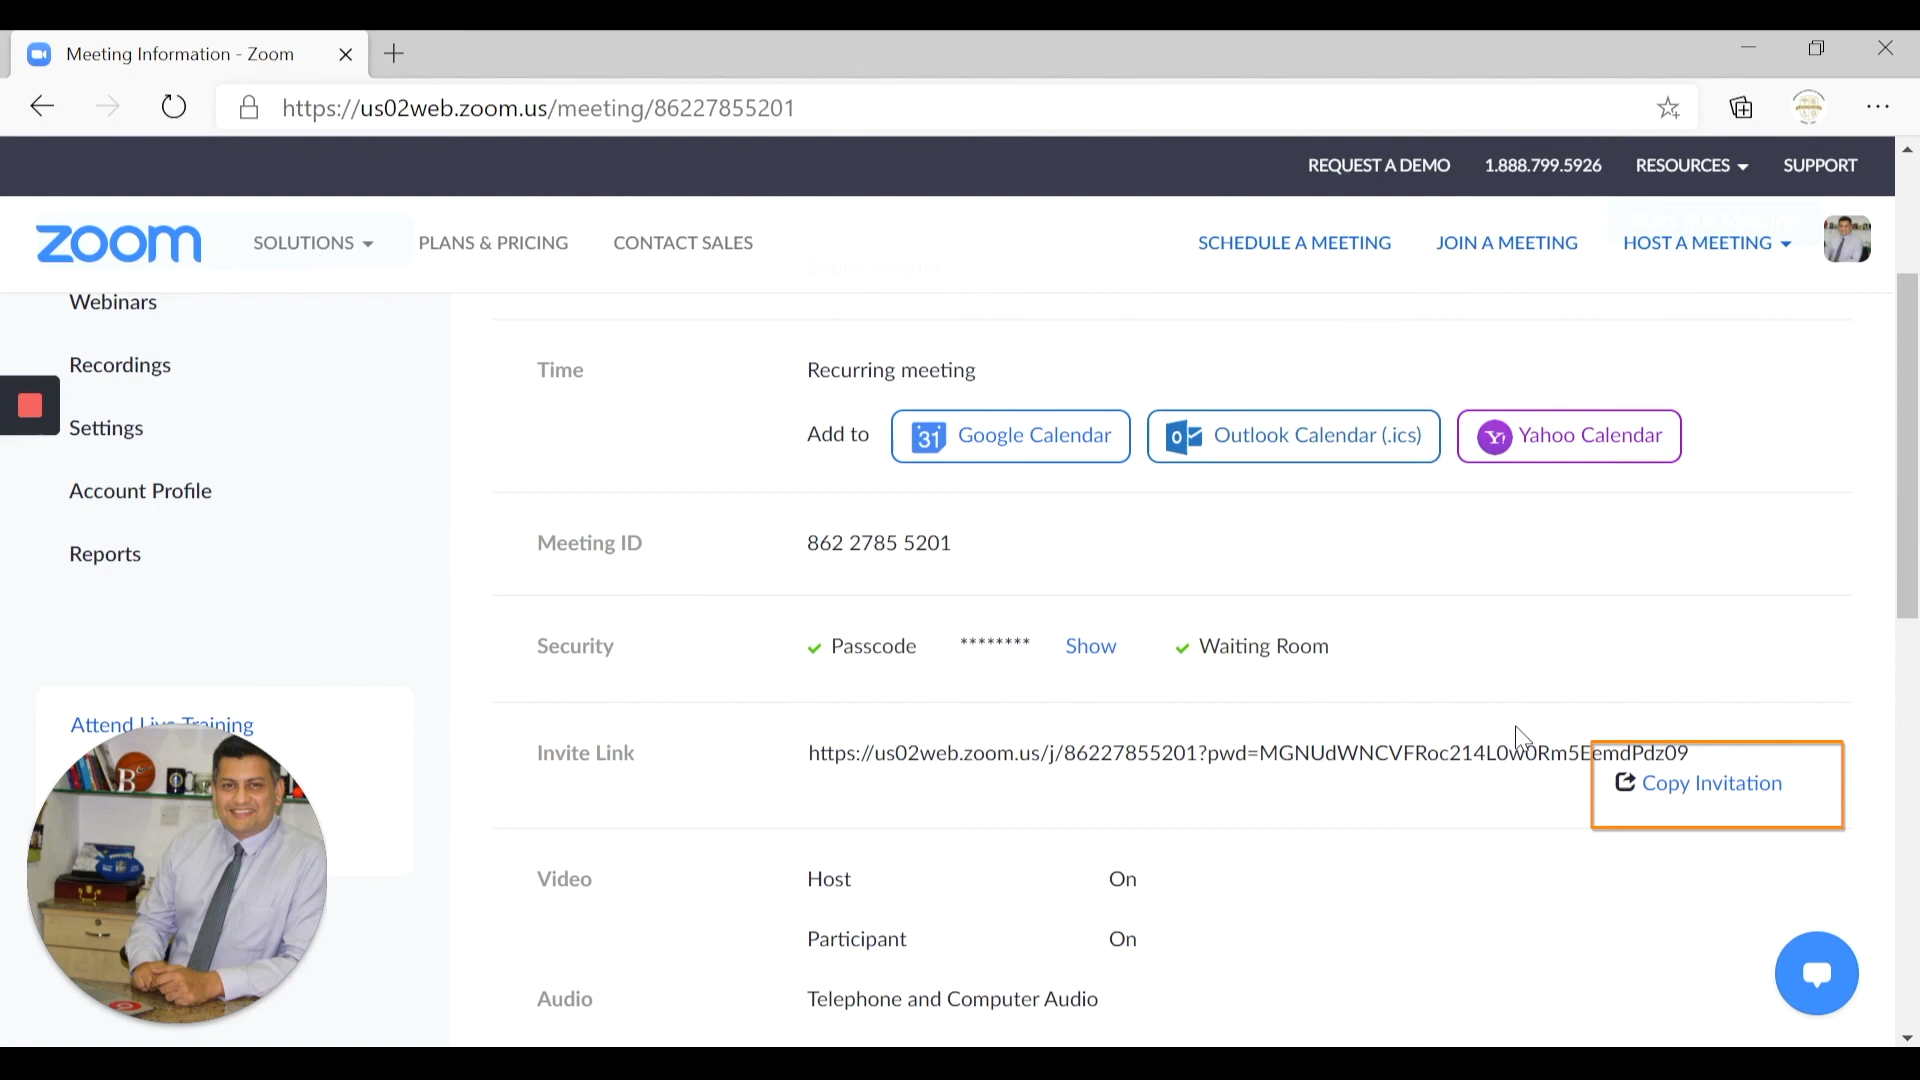 Meeting Information - Zoom
https://us02web.zoom.us/meeting/86227855201
REQUEST A DEMO 1.888.799.5926 RESOURCES SUPPORT
zoom SOLUTIONS PLANS & PRICING CONTACT SALES SCHEDULE A MEETING JOIN A MEETING HOST A MEETING
Webinars
Recordings
Settings
Account Profile
Reports
Attend Live Training
Time Recurring meeting
Add to 31 Google Calendar Outlook Calendar (.ics) Y! Yahoo Calendar
Meeting ID 862 2785 5201
Security Passcode ******** Show Waiting Room
Invite Link https://us02web.zoom.us/j/86227855201?pwd=MGNUdWNCVFRoc214L0w0Rm5EemdPdz09
Copy Invitation
Video Host On
Participant On
Audio Telephone and Computer Audio